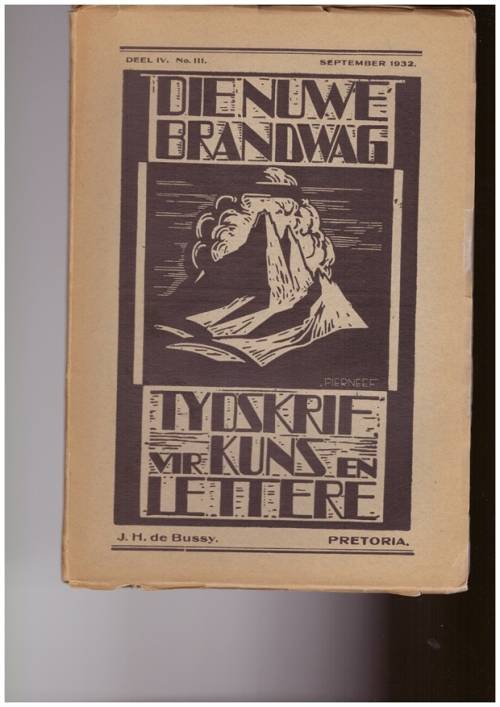 DEEL IV. No. III. SEPTEMBER 1932.
DIE NUWE
BRANDWAG
PIERNEEF
TYDSKRIF
VIR KUNS EN
LETTERE
J. H. de Bussy. PRETORIA.